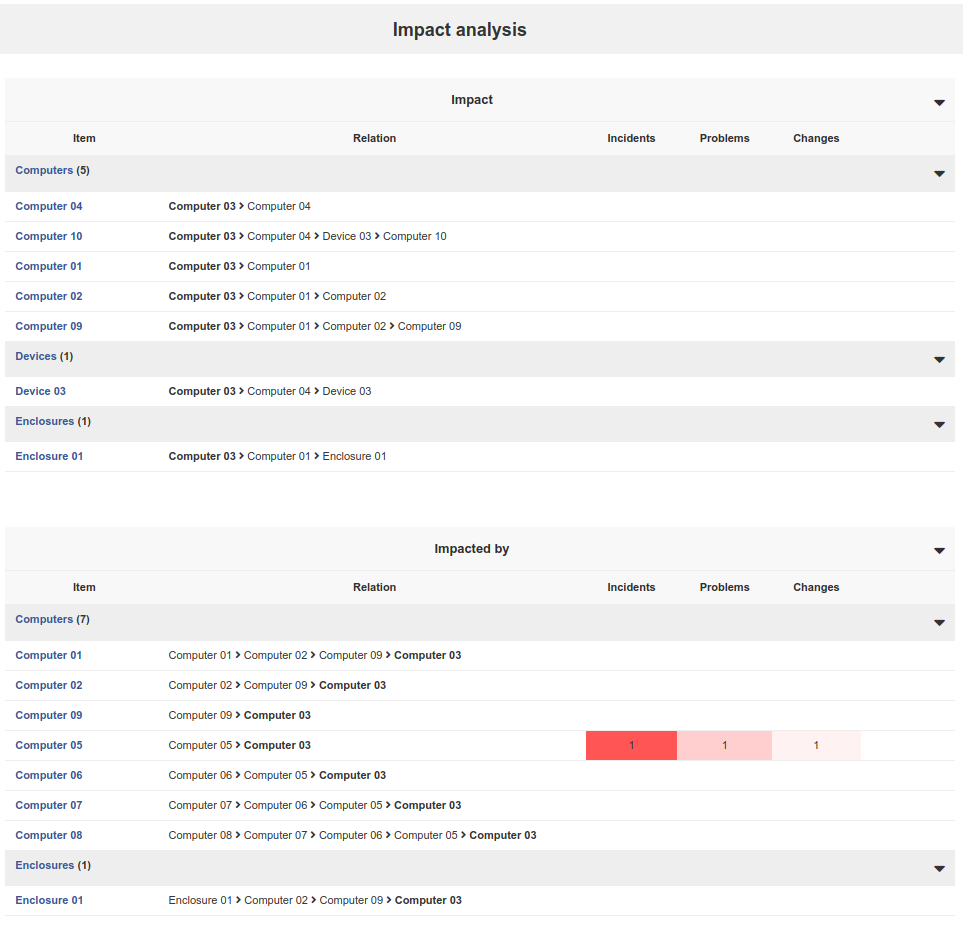 Impact analysis
Impact
Item Relation Incidents Problems Changes
Computers (5)
Computer 04 Computer 03 > Computer 04
Computer 10 Computer 03 > Computer 04 > Device 03 > Computer 10
Computer 01 Computer 03 > Computer 01
Computer 02 Computer 03 > Computer 01 > Computer 02
Computer 09 Computer 03 > Computer 01 > Computer 02 > Computer 09
Devices (1)
Device 03 Computer 03 > Computer 04 > Device 03
Enclosures (1)
Enclosure 01 Computer 03 > Computer 01 > Enclosure 01
Impacted by
Item Relation Incidents Problems Changes
Computers (7)
Computer 01 Computer 01 > Computer 02 > Computer 09 > Computer 03
Computer 02 Computer 02 > Computer 09 > Computer 03
Computer 09 Computer 09 > Computer 03
Computer 05 Computer 05 > Computer 03 1 1 1
Computer 06 Computer 06 > Computer 05 > Computer 03
Computer 07 Computer 07 > Computer 06 > Computer 05 > Computer 03
Computer 08 Computer 08 > Computer 07 > Computer 06 > Computer 05 > Computer 03
Enclosures (1)
Enclosure 01 Enclosure 01 > Computer 02 > Computer 09 > Computer 03